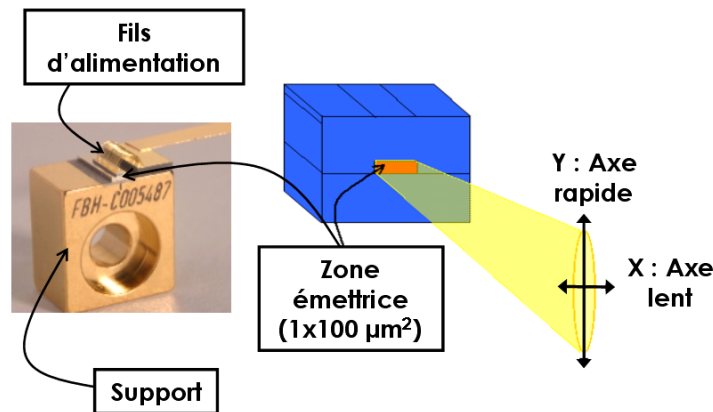 Fils
d'alimentation
FBH-C005487
Y : Axe
rapide
X : Axe
lent
Zone
émettrice
(1x100 µm²)
Support